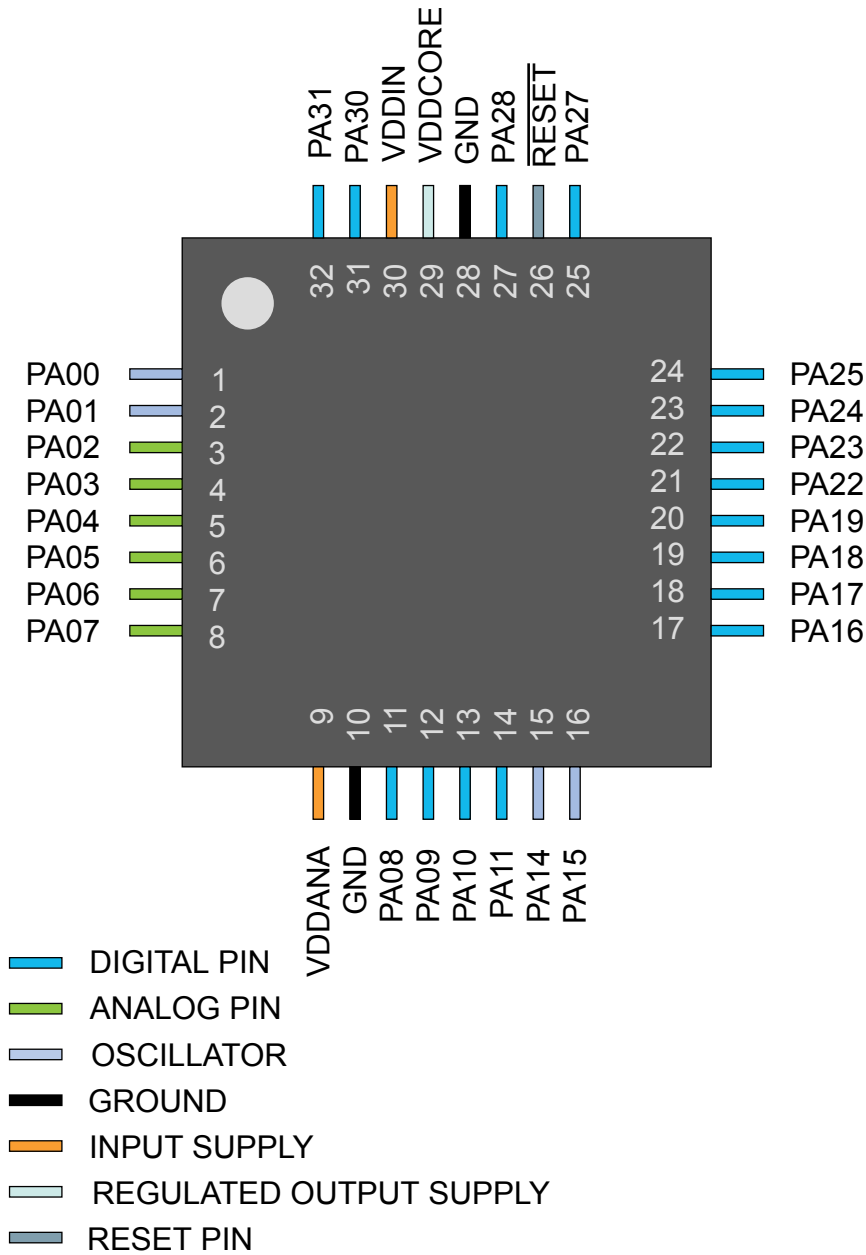 PA31
PA30
VDDIN
VDDCORE
GND
PA28
RESET
PA27
32
31
30
29
28
27
26
25
PA00 1 24 PA25
PA01 2 23 PA24
PA02 3 22 PA23
PA03 4 21 PA22
PA04 5 20 PA19
PA05 6 19 PA18
PA06 7 18 PA17
PA07 8 17 PA16
9
10
11
12
13
14
15
16
VDDANA
GND
PA08
PA09
PA10
PA11
PA14
PA15
DIGITAL PIN
ANALOG PIN
OSCILLATOR
GROUND
INPUT SUPPLY
REGULATED OUTPUT SUPPLY
RESET PIN